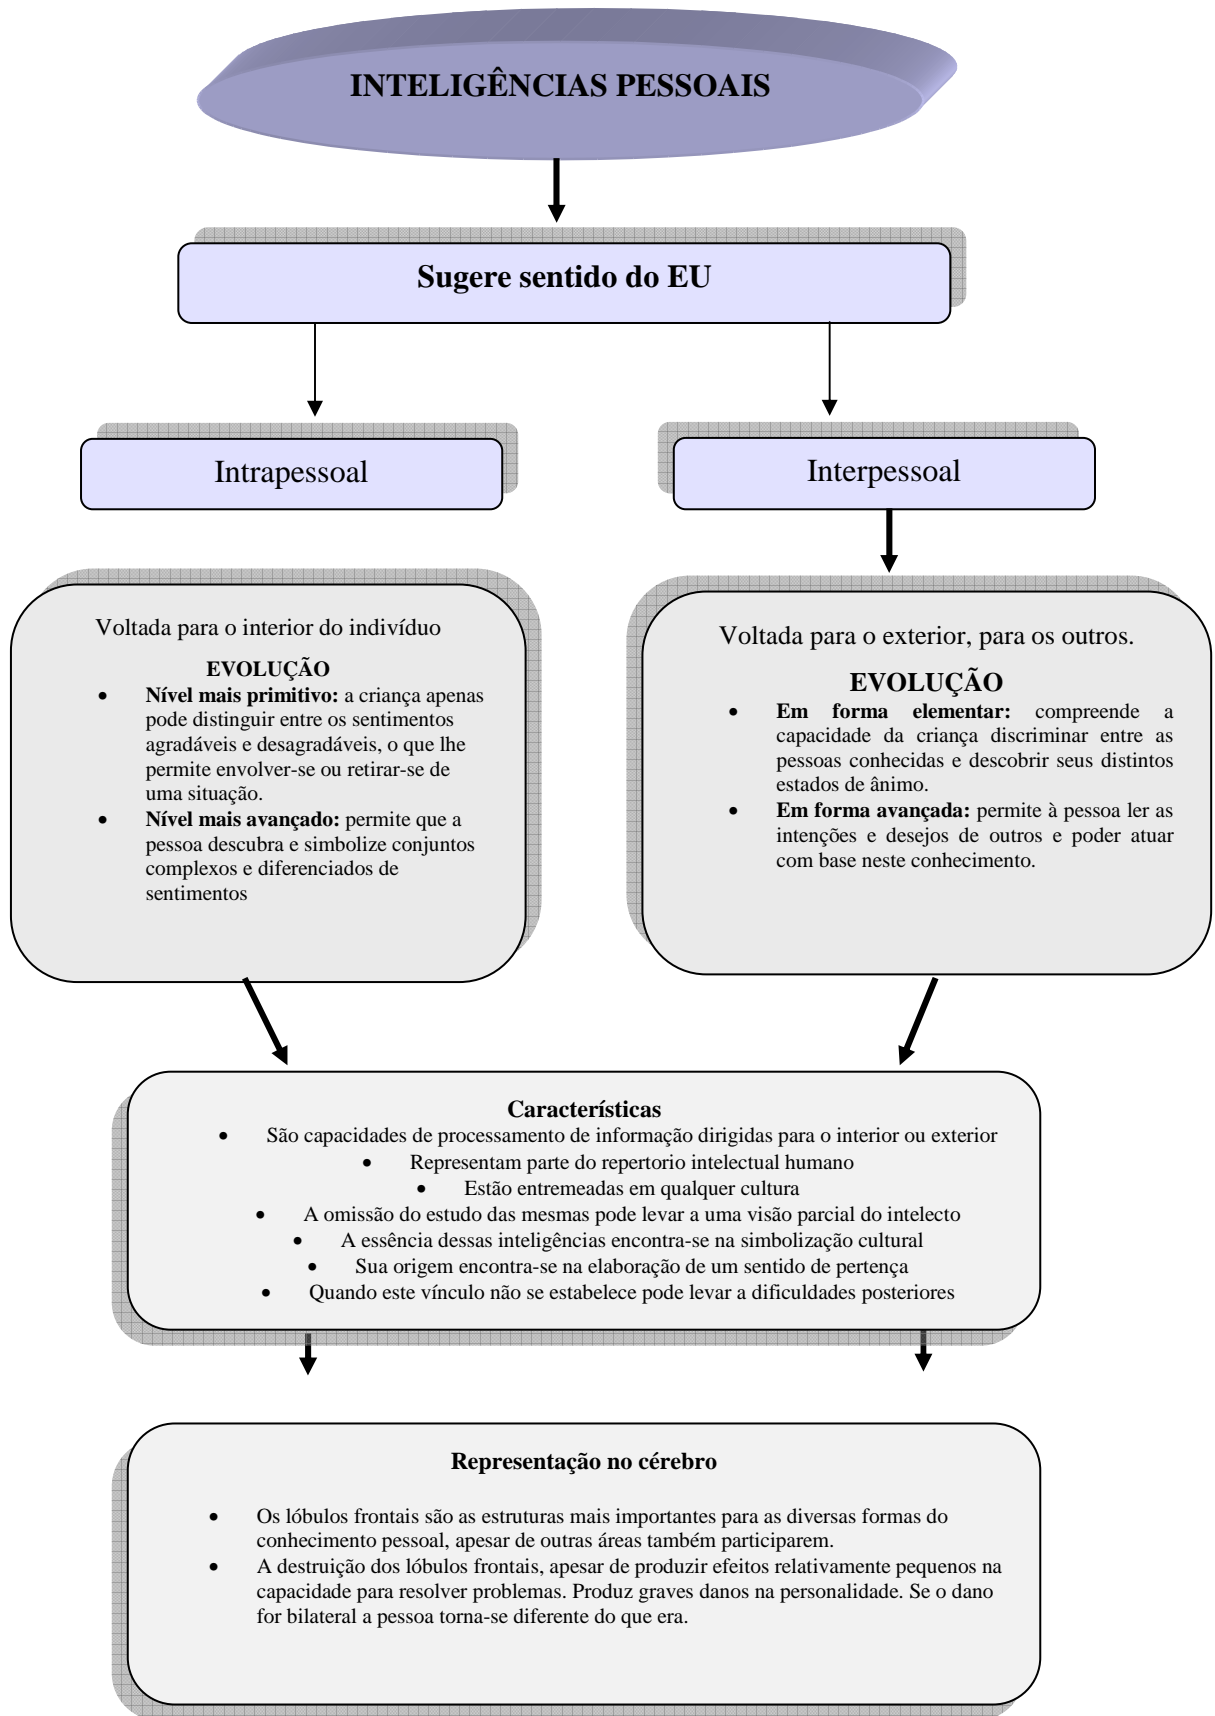 INTELIGÊNCIAS PESSOAIS
Sugere sentido do EU
Intrapessoal
Interpessoal
Voltada para o interior do indivíduo
EVOLUÇÃO
• Nível mais primitivo: a criança apenas
pode distinguir entre os sentimentos
agradáveis e desagradáveis, o que lhe
permite envolver-se ou retirar-se de
uma situação.
• Nível mais avançado: permite que a
pessoa descubra e simbolize conjuntos
complexos e diferenciados de
sentimentos
Voltada para o exterior, para os outros.
EVOLUÇÃO
• Em forma elementar: compreende a
capacidade da criança discriminar entre as
pessoas conhecidas e descobrir seus distintos
estados de ânimo.
• Em forma avançada: permite à pessoa ler as
intenções e desejos de outros e poder atuar
com base neste conhecimento.
Características
• São capacidades de processamento de informação dirigidas para o interior ou exterior
• Representam parte do repertorio intelectual humano
• Estão entremeadas em qualquer cultura
• A omissão do estudo das mesmas pode levar a uma visão parcial do intelecto
• A essência dessas inteligências encontra-se na simbolização cultural
• Sua origem encontra-se na elaboração de um sentido de pertença
• Quando este vínculo não se estabelece pode levar a dificuldades posteriores
Representação no cérebro
• Os lóbulos frontais são as estruturas mais importantes para as diversas formas do
conhecimento pessoal, apesar de outras áreas também participarem.
• A destruição dos lóbulos frontais, apesar de produzir efeitos relativamente pequenos na
capacidade para resolver problemas. Produz graves danos na personalidade. Se o dano
for bilateral a pessoa torna-se diferente do que era.